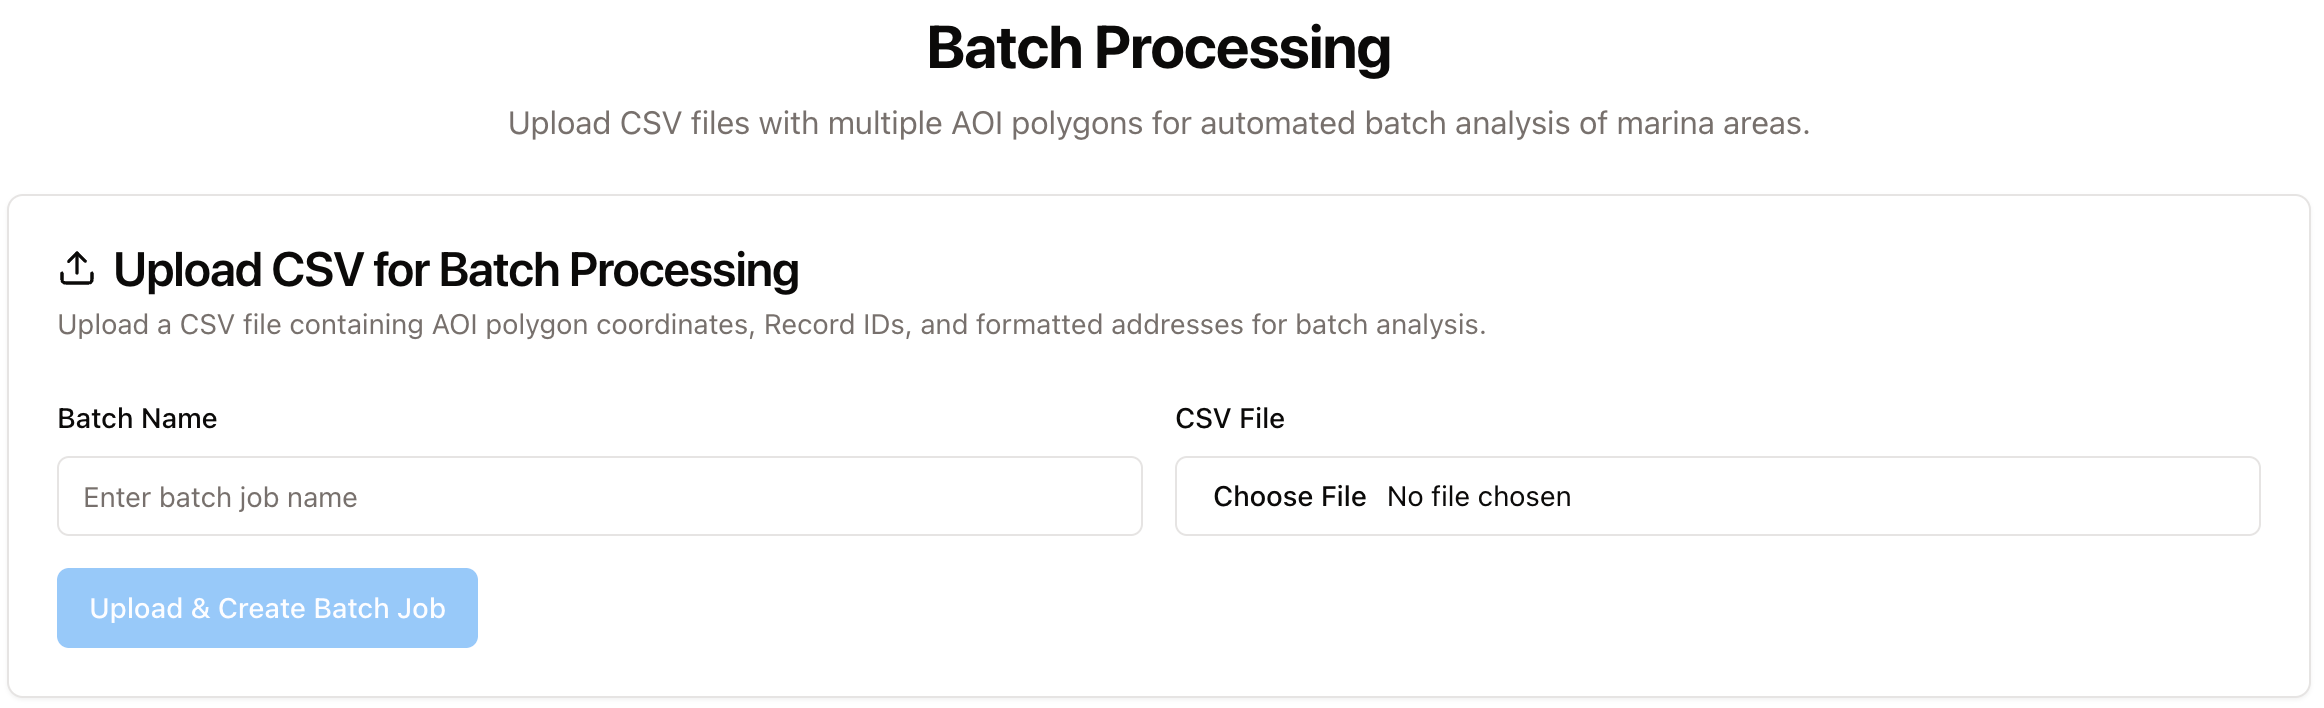 Batch Processing
Upload CSV files with multiple AOI polygons for automated batch analysis of marina areas.
Upload CSV for Batch Processing
Upload a CSV file containing AOI polygon coordinates, Record IDs, and formatted addresses for batch analysis.
Batch Name
Enter batch job name
CSV File
Choose File No file chosen
Upload & Create Batch Job